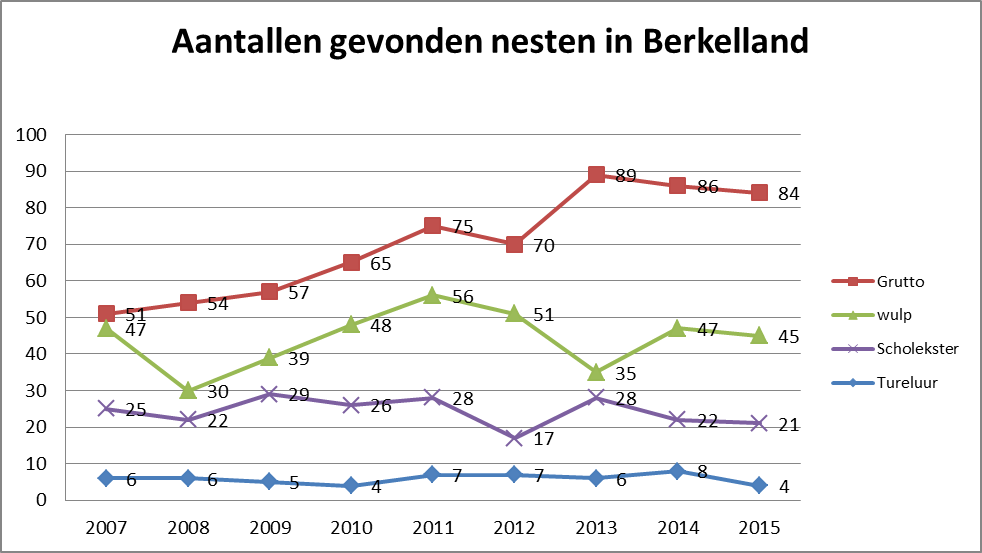 Aantallen gevonden nesten in Berkelland
100
90
80
70
60
50
40
30
20
10
0
51 54 57 65 75 70 89 86 84
47 30 39 48 56 51 35 47 45
25 22 29 26 28 17 28 22 21
6 6 5 4 7 7 6 8 4
2007 2008 2009 2010 2011 2012 2013 2014 2015
Grutto
wulp
Scholekster
Tureluur